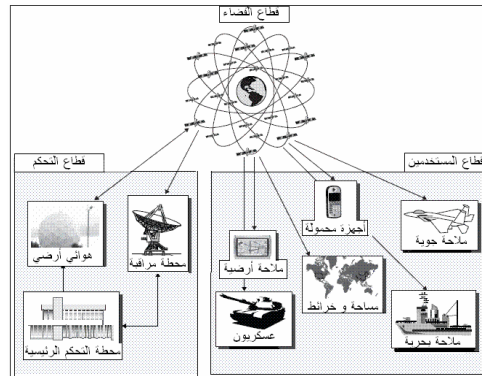 قطاع الفضاء
قطاع المستخدمين
قطاع التحكم
ملاحة جوية
أجهزة محمولة
محطة مراقبة
هوائي أرضي
ملاحة أرضية
مساحة و خرائط
عسكريون
ملاحة بحرية
محطة التحكم الرئيسية